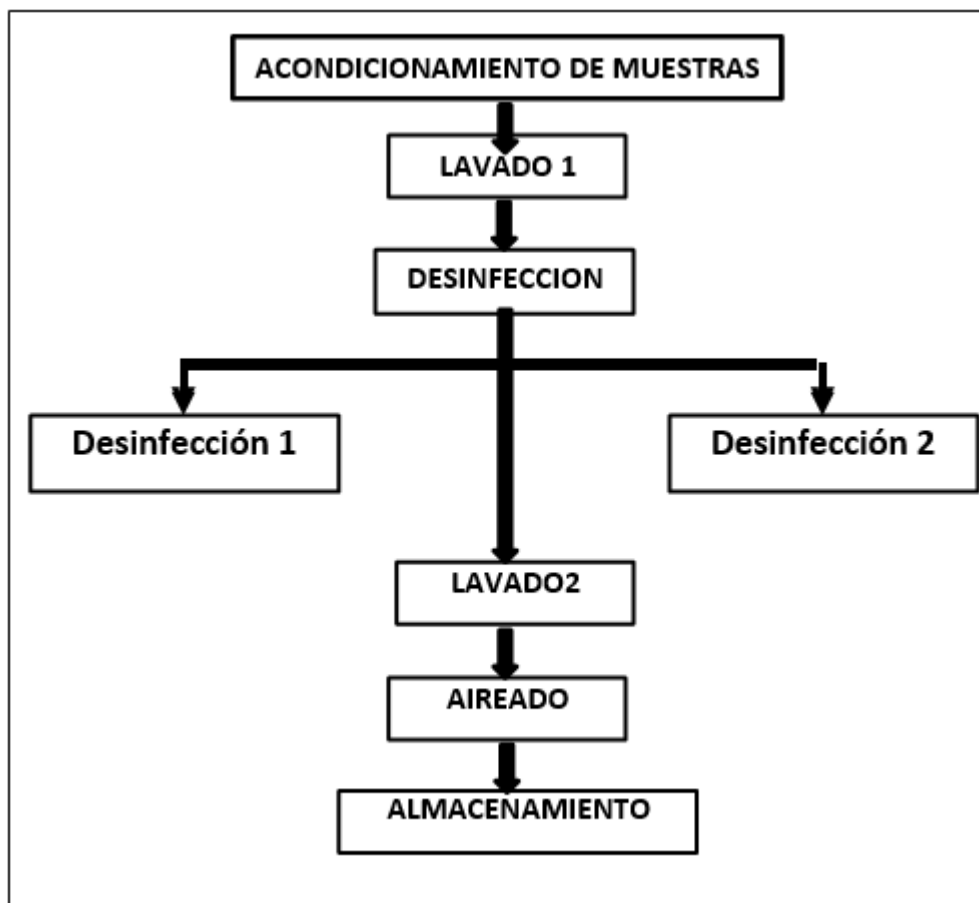 ACONDICIONAMIENTO DE MUESTRAS
LAVADO 1
DESINFECCION
Desinfección 1
Desinfección 2
LAVADO2
AIREADO
ALMACENAMIENTO